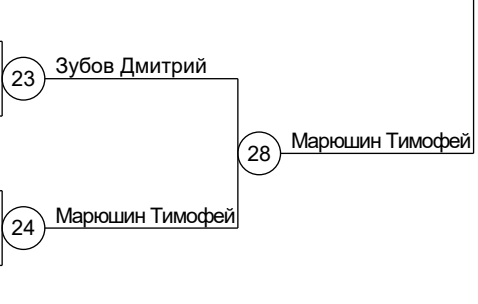 Зубов Дмитрий
23
Марюшин Тимофей
28
Марюшин Тимофей
24